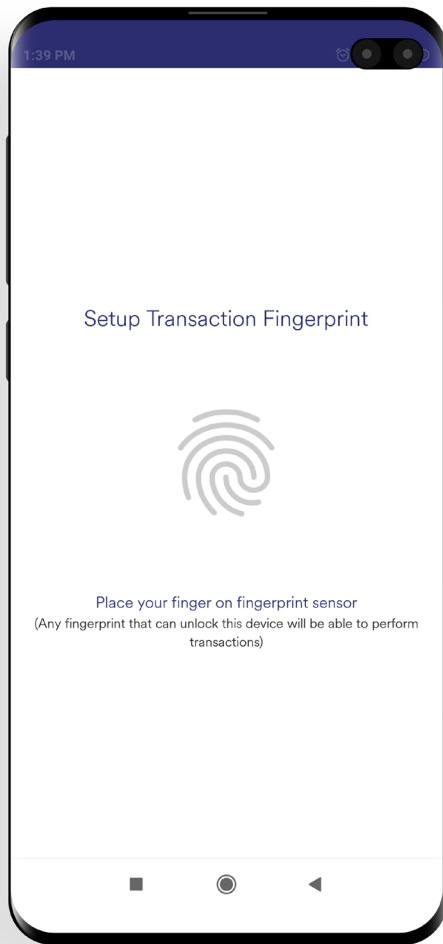 1:39 PM
Setup Transaction Fingerprint
Place your finger on fingerprint sensor
(Any fingerprint that can unlock this device will be able to perform
transactions)